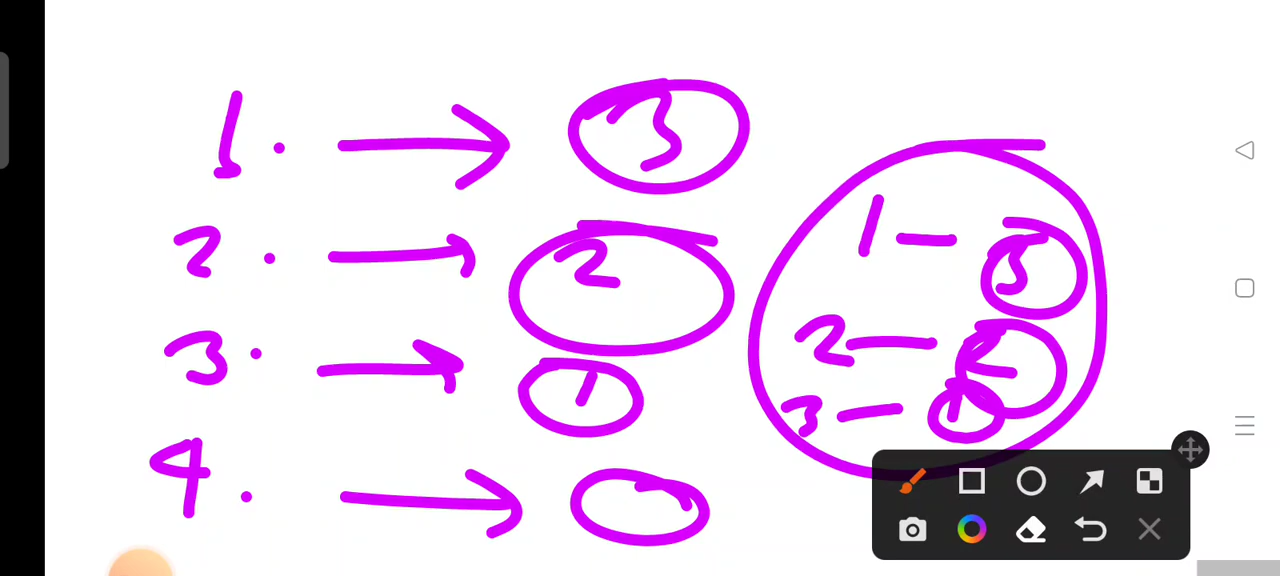 1. → 3
2. → 2
3. → 1
4. →
1 - 3
2 - 2
3 - 1